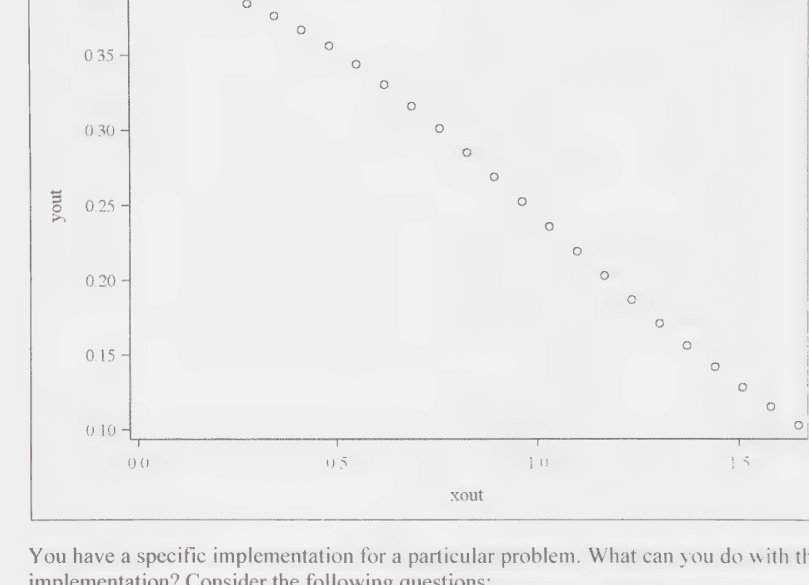 0.35
0.30
yout
0.25
0.20
0.15
0.10
0.0 0.5 1.0 1.5
xout
You have a specific implementation for a particular problem. What can you do with
implementation? Consider the following questions: